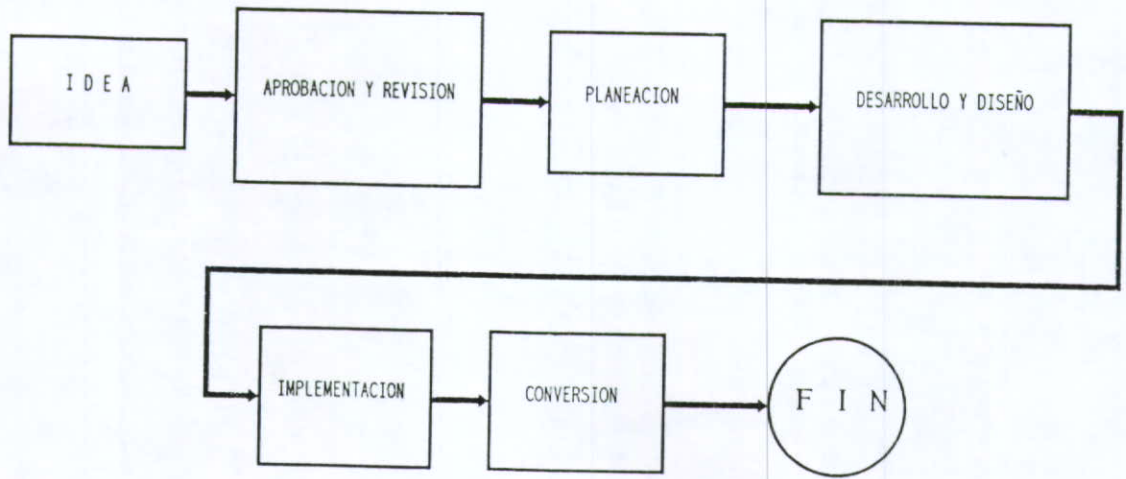 I D E A
APROBACION Y REVISION
PLANEACION
DESARROLLO Y DISEÑO
IMPLEMENTACION
CONVERSION
F I N